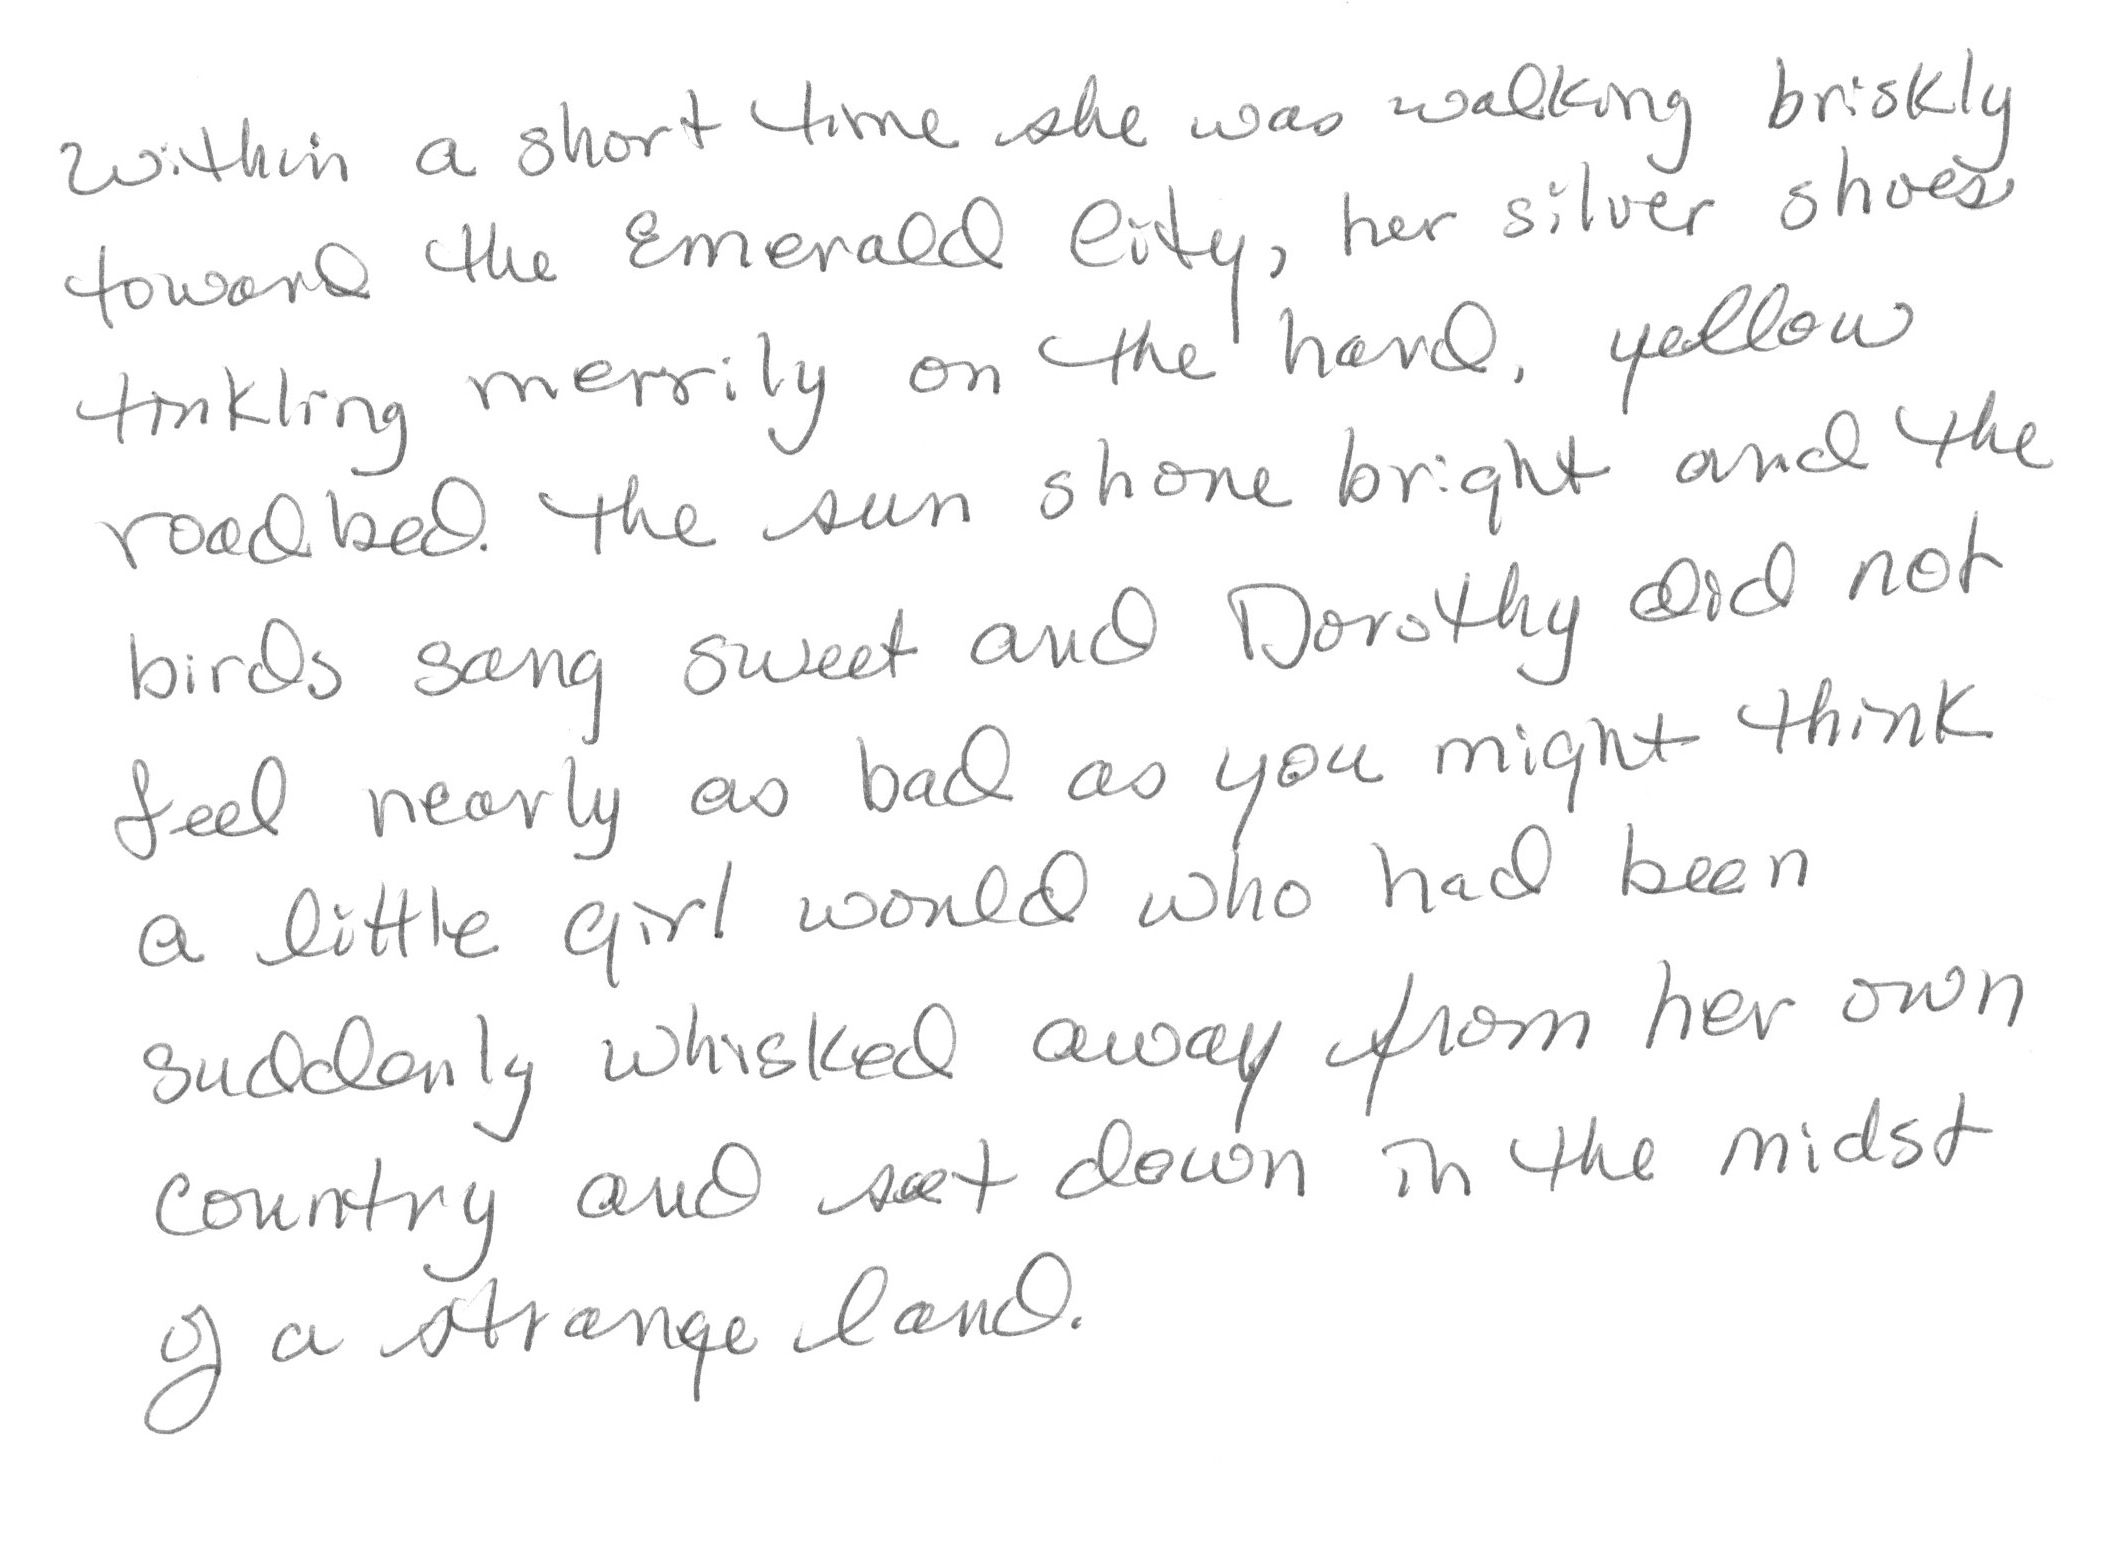 within a short time she was walking briskly
toward the Emerald City, her silver shoes
tinkling merrily on the hard, yellow
roadbed. the sun shone bright and the
birds sang sweet and Dorothy did not
feel nearly as bad as you might think
a little girl would who had been
suddenly whisked away from her own
country and set down in the midst
of a strange land.